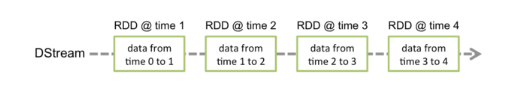 RDD @ time 1 RDD @ time 2 RDD @ time 3 RDD @ time 4
DStream
data from
time 0 to 1
data from
time 1 to 2
data from
time 2 to 3
data from
time 3 to 4